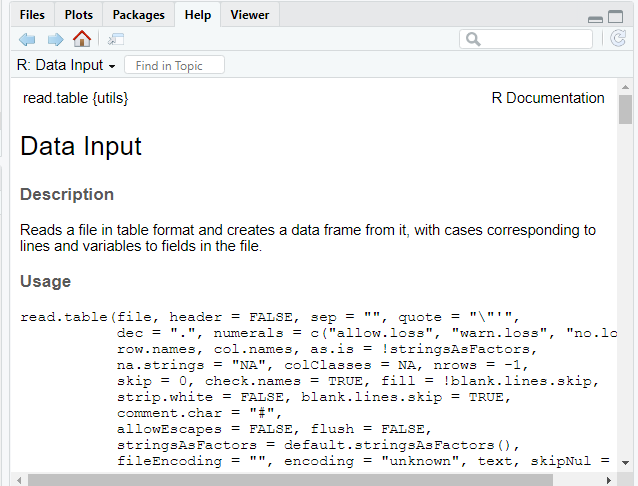 Files Plots Packages Help Viewer
R: Data Input Find in Topic
read.table {utils} R Documentation
Data Input
Description
Reads a file in table format and creates a data frame from it, with cases corresponding to
lines and variables to fields in the file.
Usage
read.table(file, header = FALSE, sep = "", quote = "\"'",
dec = ".", numerals = c("allow.loss", "warn.loss", "no.lo
row.names, col.names, as.is = !stringsAsFactors,
na.strings = "NA", colClasses = NA, nrows = -1,
skip = 0, check.names = TRUE, fill = !blank.lines.skip,
strip.white = FALSE, blank.lines.skip = TRUE,
comment.char = "#",
allowEscapes = FALSE, flush = FALSE,
stringsAsFactors = default.stringsAsFactors(),
fileEncoding = "", encoding = "unknown", text, skipNul =